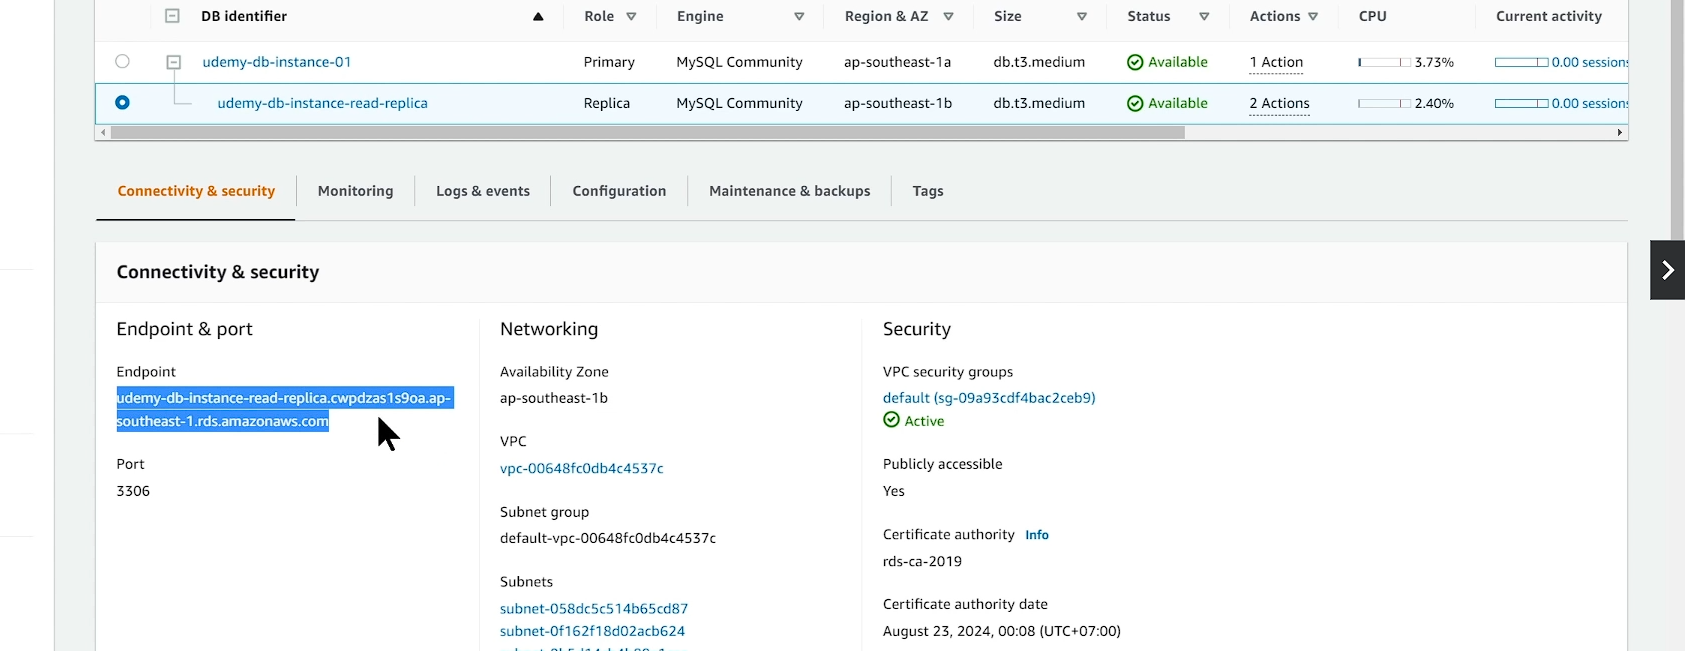 DB identifier Role Engine Region & AZ Size Status Actions CPU Current activity
udemy-db-instance-01 Primary MySQL Community ap-southeast-1a db.t3.medium Available 1 Action 3.73% 0.00 sessions
udemy-db-instance-read-replica Replica MySQL Community ap-southeast-1b db.t3.medium Available 2 Actions 2.40% 0.00 sessions
Connectivity & security Monitoring Logs & events Configuration Maintenance & backups Tags
Connectivity & security
Endpoint & port
Endpoint
udemy-db-instance-read-replica.cwpdzas1s9oa.ap-
southeast-1.rds.amazonaws.com
Port
3306
Networking
Availability Zone
ap-southeast-1b
VPC
vpc-00648fc0db4c4537c
Subnet group
default-vpc-00648fc0db4c4537c
Subnets
subnet-058dc5c514b65cd87
subnet-0f162f18d02acb624
Security
VPC security groups
default (sg-09a93cdf4bac2ceb9)
Active
Publicly accessible
Yes
Certificate authority Info
rds-ca-2019
Certificate authority date
August 23, 2024, 00:08 (UTC+07:00)